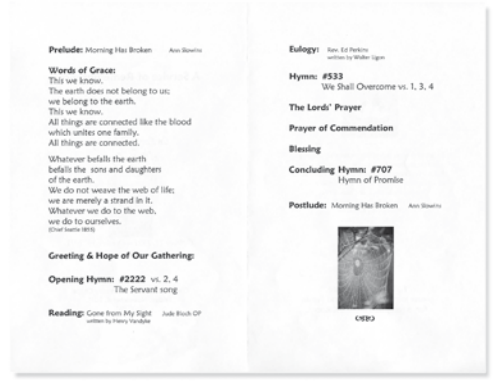 Prelude: Morning Has Broken Ann Slowins
Words of Grace:
This we know.
The earth does not belong to us;
we belong to the earth.
This we know.
All things are connected like the blood
which unites one family.
All things are connected.
Whatever befalls the earth
befalls the sons and daughters
of the earth.
We do not weave the web of life;
we are merely a strand in it.
Whatever we do to the web,
we do to ourselves.
(Chief Seattle
Greeting & Hope of Our Gathering:
Opening Hymn: #2222 vs. 2, 4
The Servant song
Reading: Gone from My Sight Jude Bloch OP
written by Henry Vandyke
Eulogy: Rev. Ed Perkins
written by Walter Ligon
Hymn: #533
We Shall Overcome vs. 1, 3, 4
The Lords' Prayer
Prayer of Commendation
Blessing
Concluding Hymn: #707
Hymn of Promise
Postlude: Morning Has Broken Ann Slowins